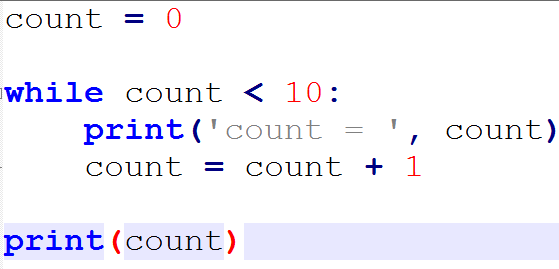 count = 0
while count < 10:
    print('count = ', count)
    count = count + 1
print(count)